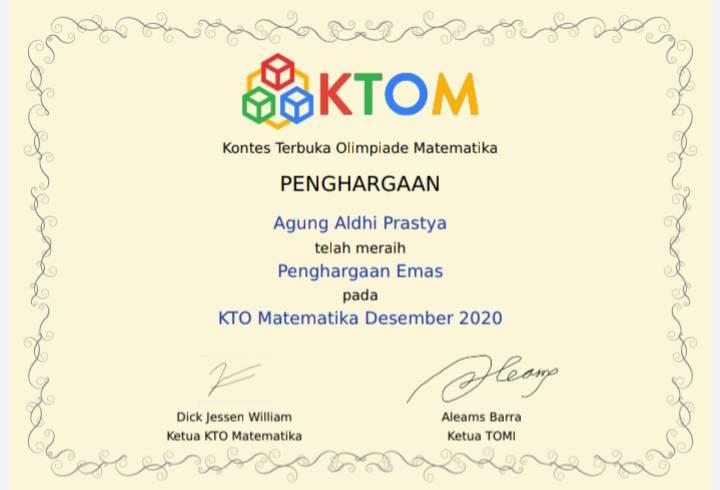 KTOM
Kontes Terbuka Olimpiade Matematika
PENGHARGAAN
Agung Aldhi Prastya
telah meraih
Penghargaan Emas
pada
KTO Matematika Desember 2020
Aleams
Dick Jessen William
Ketua KTO Matematika
Aleams Barra
Ketua TOMI